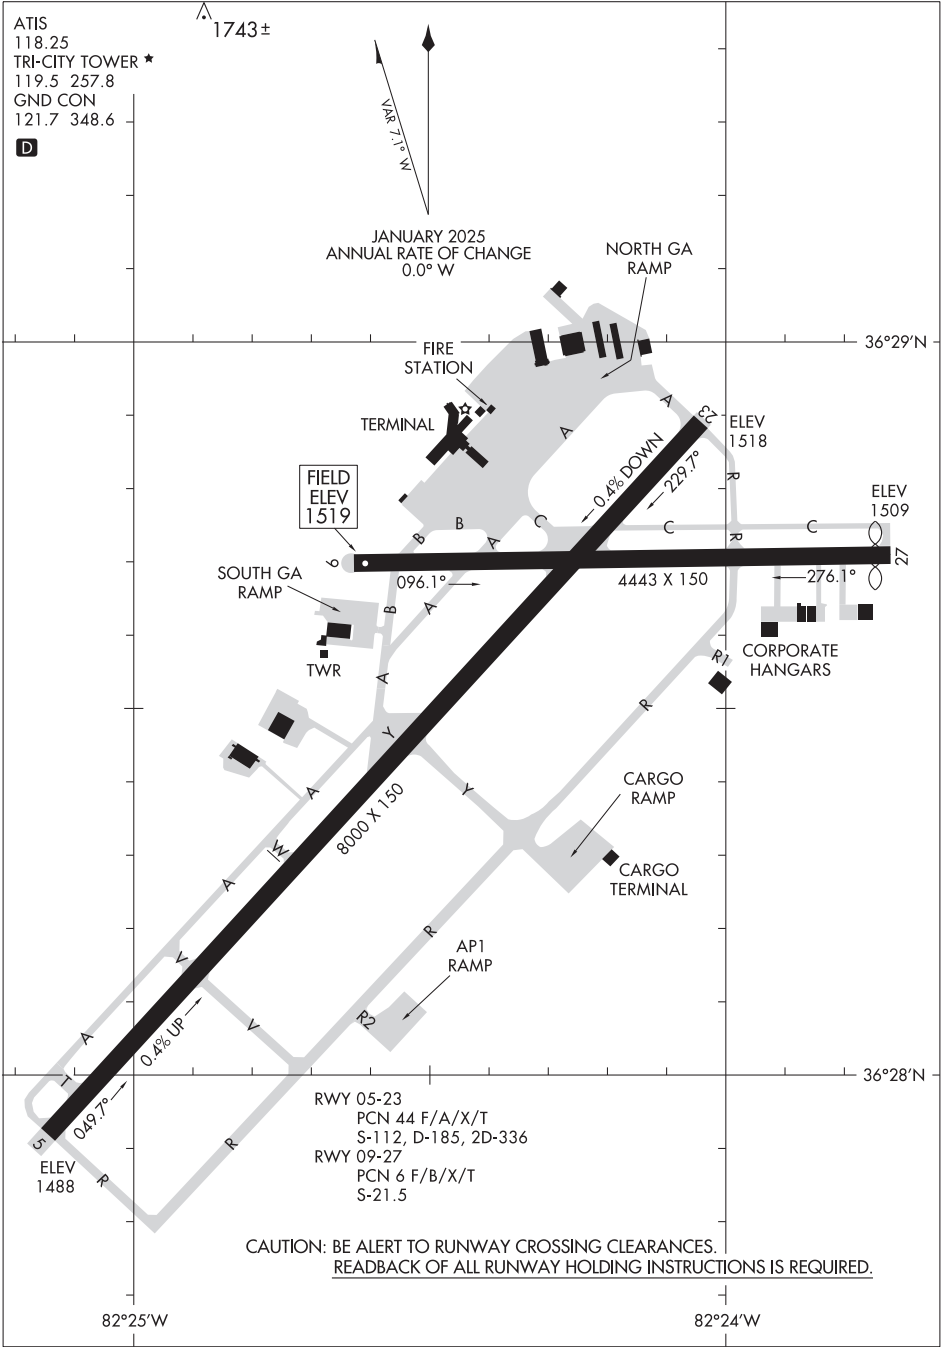 ATIS
118.25
TRI-CITY TOWER ★
119.5 257.8
GND CON
121.7 348.6
D
1743±
VAR 7.1° W
JANUARY 2025
ANNUAL RATE OF CHANGE
0.0° W
NORTH GA
RAMP
36°29'N
FIRE
STATION
TERMINAL
A
23
ELEV
1518
A
0.4% DOWN
229.7°
R
FIELD
ELEV
1519
ELEV
1509
B
B
A
C
C
R
C
9
27
096.1°
4443 X 150
276.1°
SOUTH GA
RAMP
B
A
TWR
R1
CORPORATE
HANGARS
A
R
Y
Y
A
8000 X 150
CARGO
RAMP
W
A
CARGO
TERMINAL
R
V
AP1
RAMP
R2
V
A
0.4% UP
T
049.7°
36°28'N
5
R
R
ELEV
1488
RWY 05-23
PCN 44 F/A/X/T
S-112, D-185, 2D-336
RWY 09-27
PCN 6 F/B/X/T
S-21.5
CAUTION: BE ALERT TO RUNWAY CROSSING CLEARANCES.
READBACK OF ALL RUNWAY HOLDING INSTRUCTIONS IS REQUIRED.
82°25'W
82°24'W